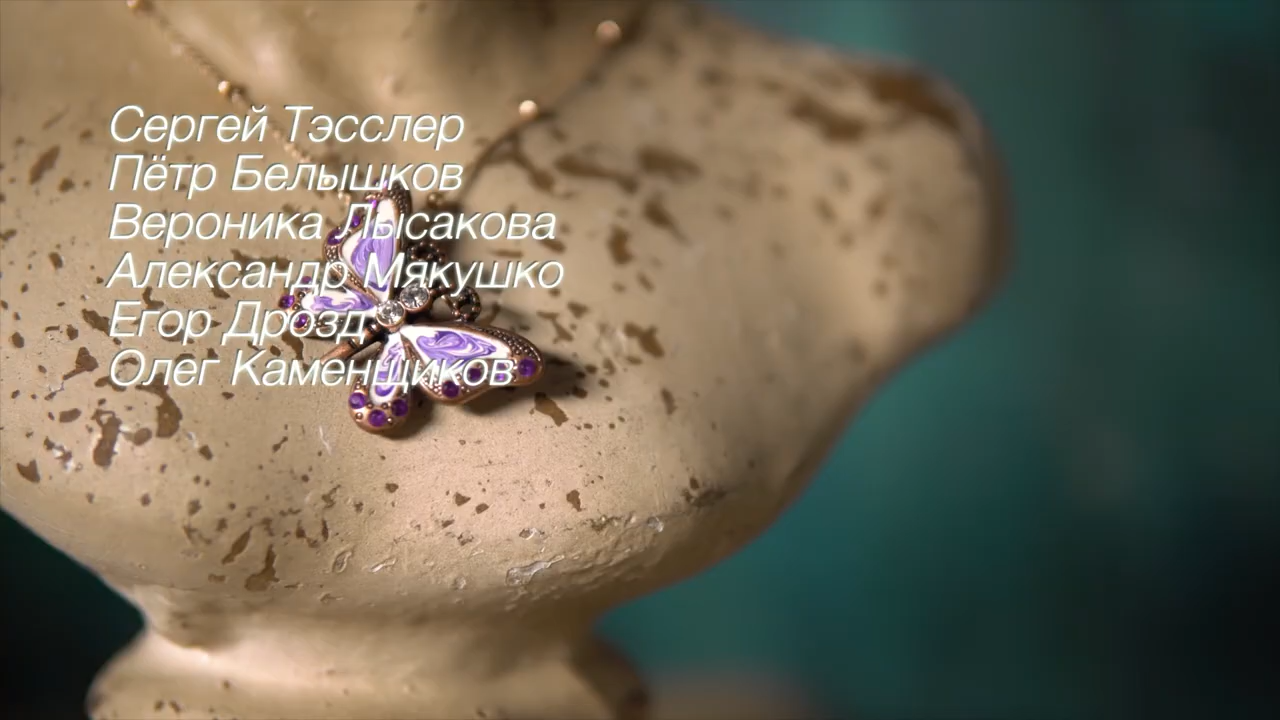 Сергей Тэсслер
Пётр Белышков
Вероника Лысакова
Александр Мякушко
Егор Дрозд
Олег Каменщиков